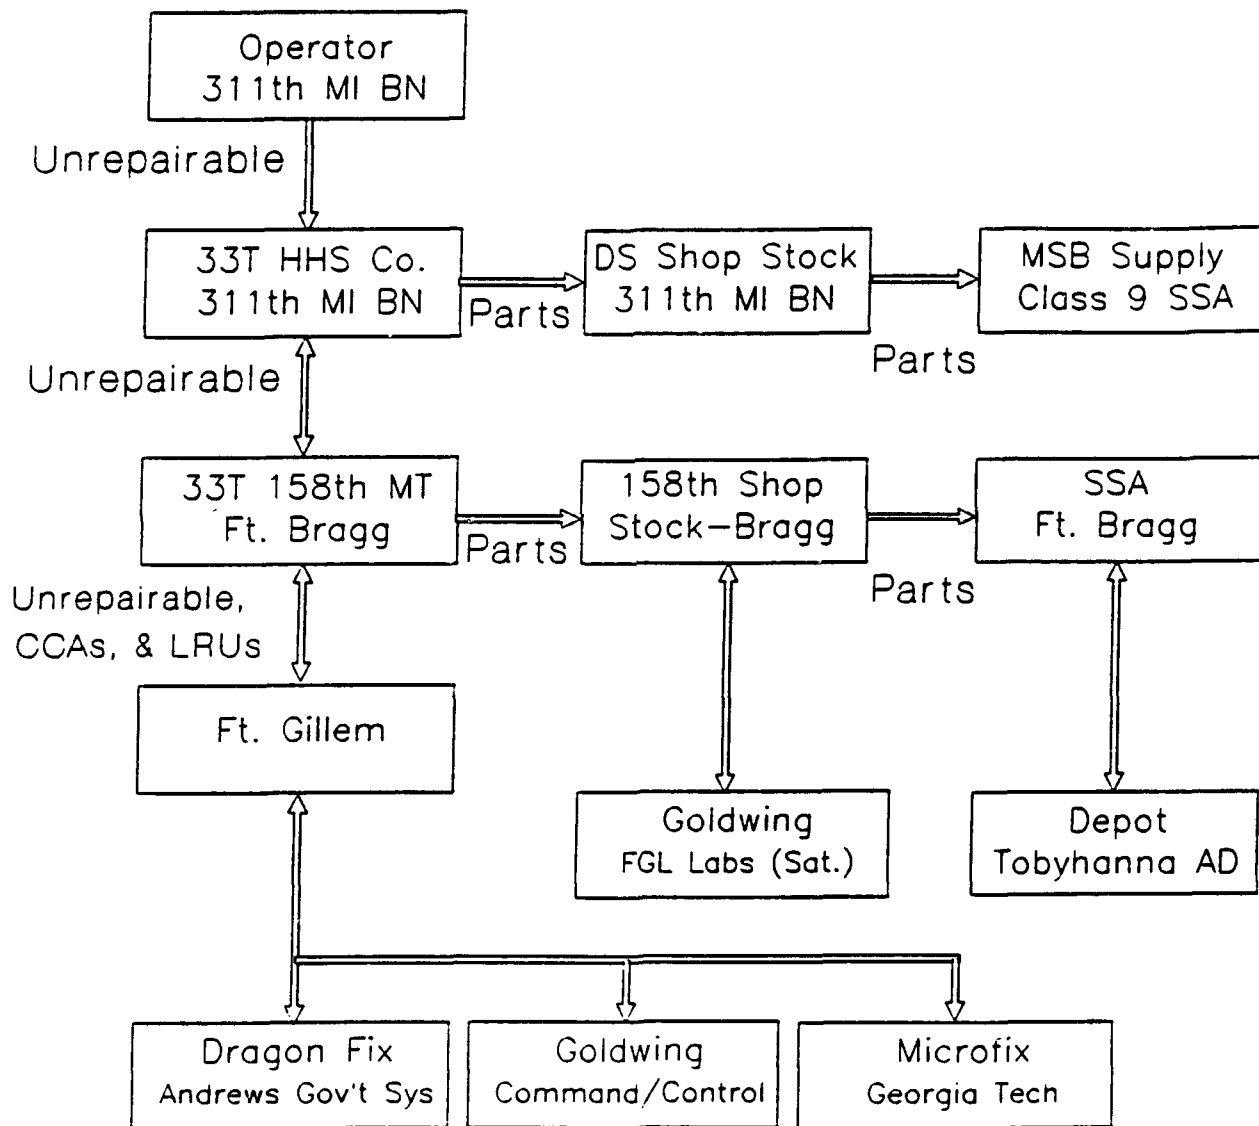 Operator
311th MI BN
Unrepairable
33T HHS Co.
311th MI BN
Parts
DS Shop Stock
311th MI BN
Parts
MSB Supply
Class 9 SSA
Unrepairable
33T 158th MT
Ft. Bragg
Parts
158th Shop
Stock-Bragg
Parts
SSA
Ft. Bragg
Unrepairable,
CCAs, & LRUs
Ft. Gillem
Goldwing
FGL Labs (Sat.)
Depot
Tobyhanna AD
Dragon Fix
Andrews Gov't Sys
Goldwing
Command/Control
Microfix
Georgia Tech